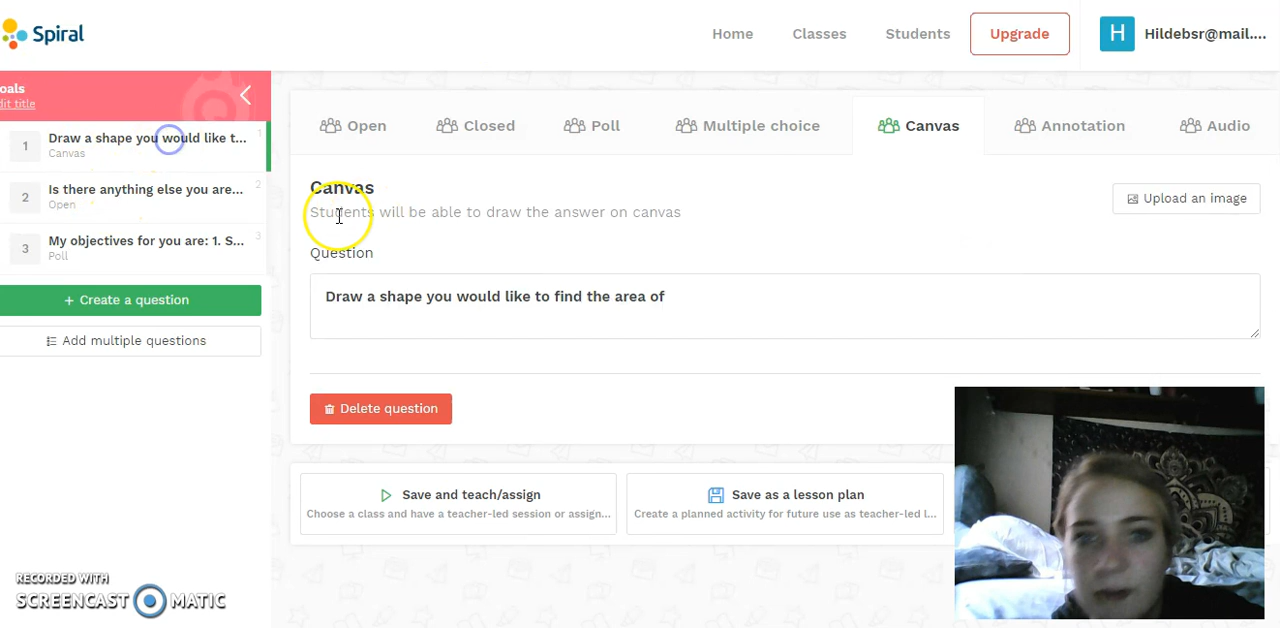 Spiral
Home
Classes
Students
Upgrade
H
Hildebsr@mail....
oals
dit title
1
Draw a shape you would like t...
1
Canvas
2
Is there anything else you are...
2
Open
3
My objectives for you are: 1. S...
3
Poll
+ Create a question
Add multiple questions
Open
Closed
Poll
Multiple choice
Canvas
Annotation
Audio
Canvas
Students will be able to draw the answer on canvas
Upload an image
Question
Draw a shape you would like to find the area of
Delete question
Save and teach/assign
Choose a class and have a teacher-led session or assign...
Save as a lesson plan
Create a planned activity for future use as teacher-led l...
RECORDED WITH
SCREENCAST MATIC